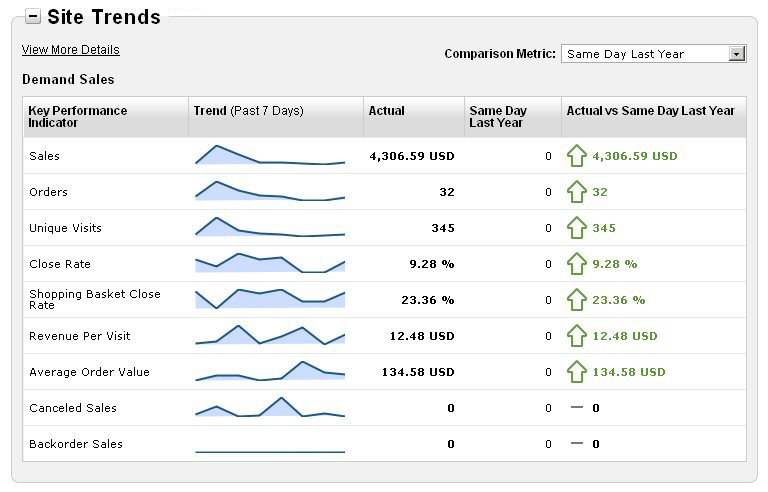 Site Trends
View More Details
Comparison Metric: Same Day Last Year
Demand Sales
Key Performance Indicator Trend (Past 7 Days) Actual Same Day Last Year Actual vs Same Day Last Year
Sales 4,306.59 USD 0 4,306.59 USD
Orders 32 0 32
Unique Visits 345 0 345
Close Rate 9.28 % 0 9.28 %
Shopping Basket Close Rate 23.36 % 0 23.36 %
Revenue Per Visit 12.48 USD 0 12.48 USD
Average Order Value 134.58 USD 0 134.58 USD
Canceled Sales 0 0 0
Backorder Sales 0 0 0